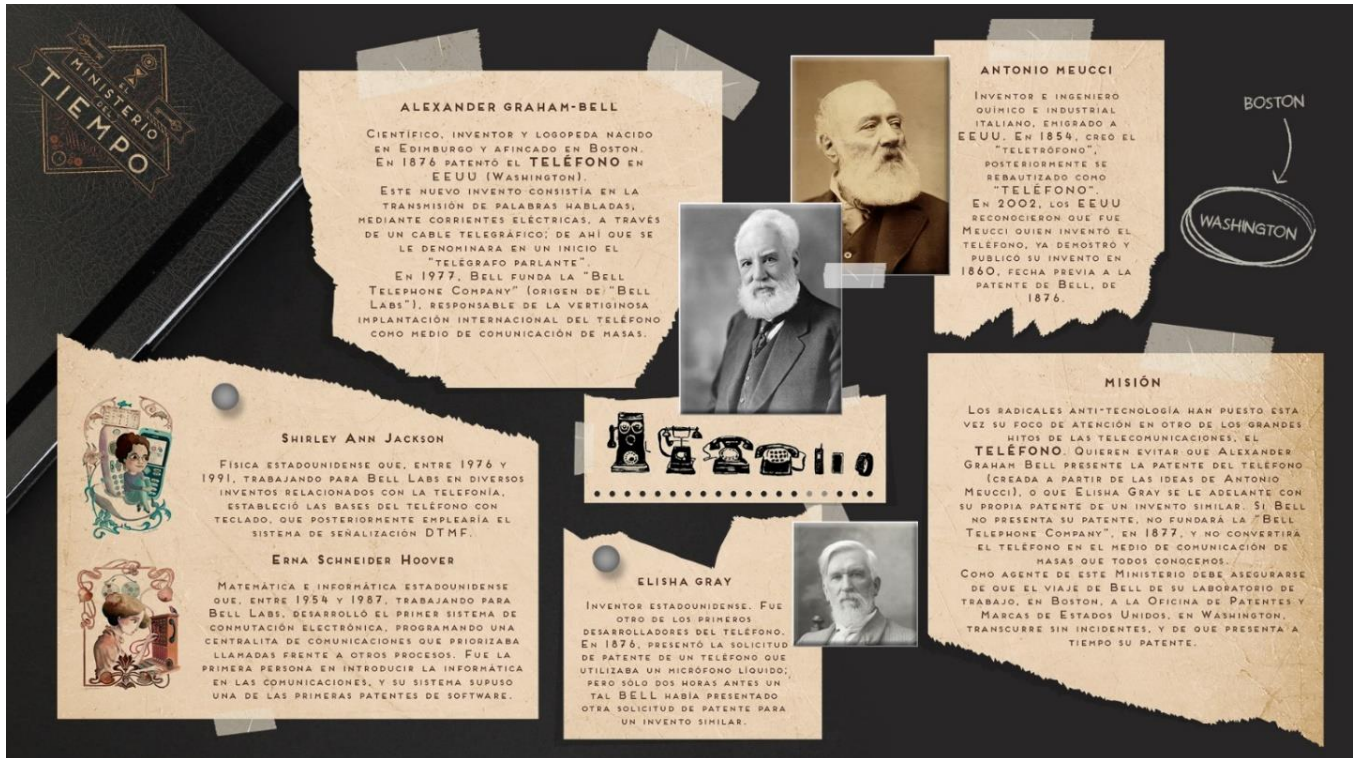 EL
MINISTERIO
DEL
TIEMPO
ALEXANDER GRAHAM-BELL
CIENTÍFICO, INVENTOR Y LOGOPEDA NACIDO
EN EDIMBURGO Y AFINCADO EN BOSTON.
EN 1876 PATENTÓ EL TELÉFONO EN
EEUU (WASHINGTON).
ESTE NUEVO INVENTO CONSISTÍA EN LA
TRANSMISIÓN DE PALABRAS HABLADAS,
MEDIANTE CORRIENTES ELÉCTRICAS, A TRAVÉS
DE UN CABLE TELEGRÁFICO; DE AHÍ QUE SE
LE DENOMINARA EN UN INICIO EL
"TELÉGRAFO PARLANTE".
EN 1977, BELL FUNDA LA "BELL
TELEPHONE COMPANY" (ORIGEN DE "BELL
LABS"), RESPONSABLE DE LA VERTIGINOSA
IMPLANTACIÓN INTERNACIONAL DEL TELÉFONO
COMO MEDIO DE COMUNICACIÓN DE MASAS.
ANTONIO MEUCCI
INVENTOR E INGENIERO
QUÍMICO E INDUSTRIAL
ITALIANO, EMIGRADO A
EEUU. EN 1854, CREÓ EL
"TELETRÓFONO",
POSTERIORMENTE SE
REBAUTIZADO COMO
"TELÉFONO".
EN 2002, LOS EEUU
RECONOCIERON QUE FUE
MEUCCI QUIEN INVENTÓ EL
TELÉFONO, YA DEMOSTRÓ Y
PUBLICÓ SU INVENTO EN
1860, FECHA PREVIA A LA
PATENTE DE BELL, DE
1876.
BOSTON
WASHINGTON
SHIRLEY ANN JACKSON
FÍSICA ESTADOUNIDENSE QUE, ENTRE 1976 Y
1991, TRABAJANDO PARA BELL LABS EN DIVERSOS
INVENTOS RELACIONADOS CON LA TELEFONÍA,
ESTABLECIÓ LAS BASES DEL TELÉFONO CON
TECLADO, QUE POSTERIORMENTE EMPLEARÍA EL
SISTEMA DE SEÑALIZACIÓN DTMF.
ERNA SCHNEIDER HOOVER
MATEMÁTICA E INFORMÁTICA ESTADOUNIDENSE
QUE, ENTRE 1954 Y 1987, TRABAJANDO PARA
BELL LABS, DESARROLLÓ EL PRIMER SISTEMA DE
CONMUTACIÓN ELECTRÓNICA, PROGRAMANDO UNA
CENTRALITA DE COMUNICACIONES QUE PRIORIZABA
LLAMADAS FRENTE A OTROS PROCESOS. FUE LA
PRIMERA PERSONA EN INTRODUCIR LA INFORMÁTICA
EN LAS COMUNICACIONES, Y SU SISTEMA SUPUSO
UNA DE LAS PRIMERAS PATENTES DE SOFTWARE.
ELISHA GRAY
INVENTOR ESTADOUNIDENSE. FUE
OTRO DE LOS PRIMEROS
DESARROLLADORES DEL TELÉFONO.
EN 1876, PRESENTÓ LA SOLICITUD
DE PATENTE DE UN TELÉFONO QUE
UTILIZABA UN MICRÓFONO LÍQUIDO;
PERO SÓLO DOS HORAS ANTES UN
TAL BELL HABÍA PRESENTADO
OTRA SOLICITUD DE PATENTE PARA
UN INVENTO SIMILAR.
MISIÓN
LOS RADICALES ANTI-TECNOLOGÍA HAN PUESTO ESTA
VEZ SU FOCO DE ATENCIÓN EN OTRO DE LOS GRANDES
HITOS DE LAS TELECOMUNICACIONES, EL
TELÉFONO. QUIEREN EVITAR QUE ALEXANDER
GRAHAM BELL PRESENTE LA PATENTE DEL TELÉFONO
(CREADA A PARTIR DE LAS IDEAS DE ANTONIO
MEUCCI), O QUE ELISHA GRAY SE LE ADELANTE CON
SU PROPIA PATENTE DE UN INVENTO SIMILAR. SI BELL
NO PRESENTA SU PATENTE, NO FUNDARÁ LA "BELL
TELEPHONE COMPANY", EN 1877, Y NO CONVERTIRÁ
EL TELÉFONO EN EL MEDIO DE COMUNICACIÓN DE
MASAS QUE TODOS CONOCEMOS.
COMO AGENTE DE ESTE MINISTERIO DEBE ASEGURARSE
DE QUE EL VIAJE DE BELL DE SU LABORATORIO DE
TRABAJO, EN BOSTON, A LA OFICINA DE PATENTES Y
MARCAS DE ESTADOS UNIDOS, EN WASHINGTON,
TRANSCURRE SIN INCIDENTES, Y DE QUE PRESENTA A
TIEMPO SU PATENTE.